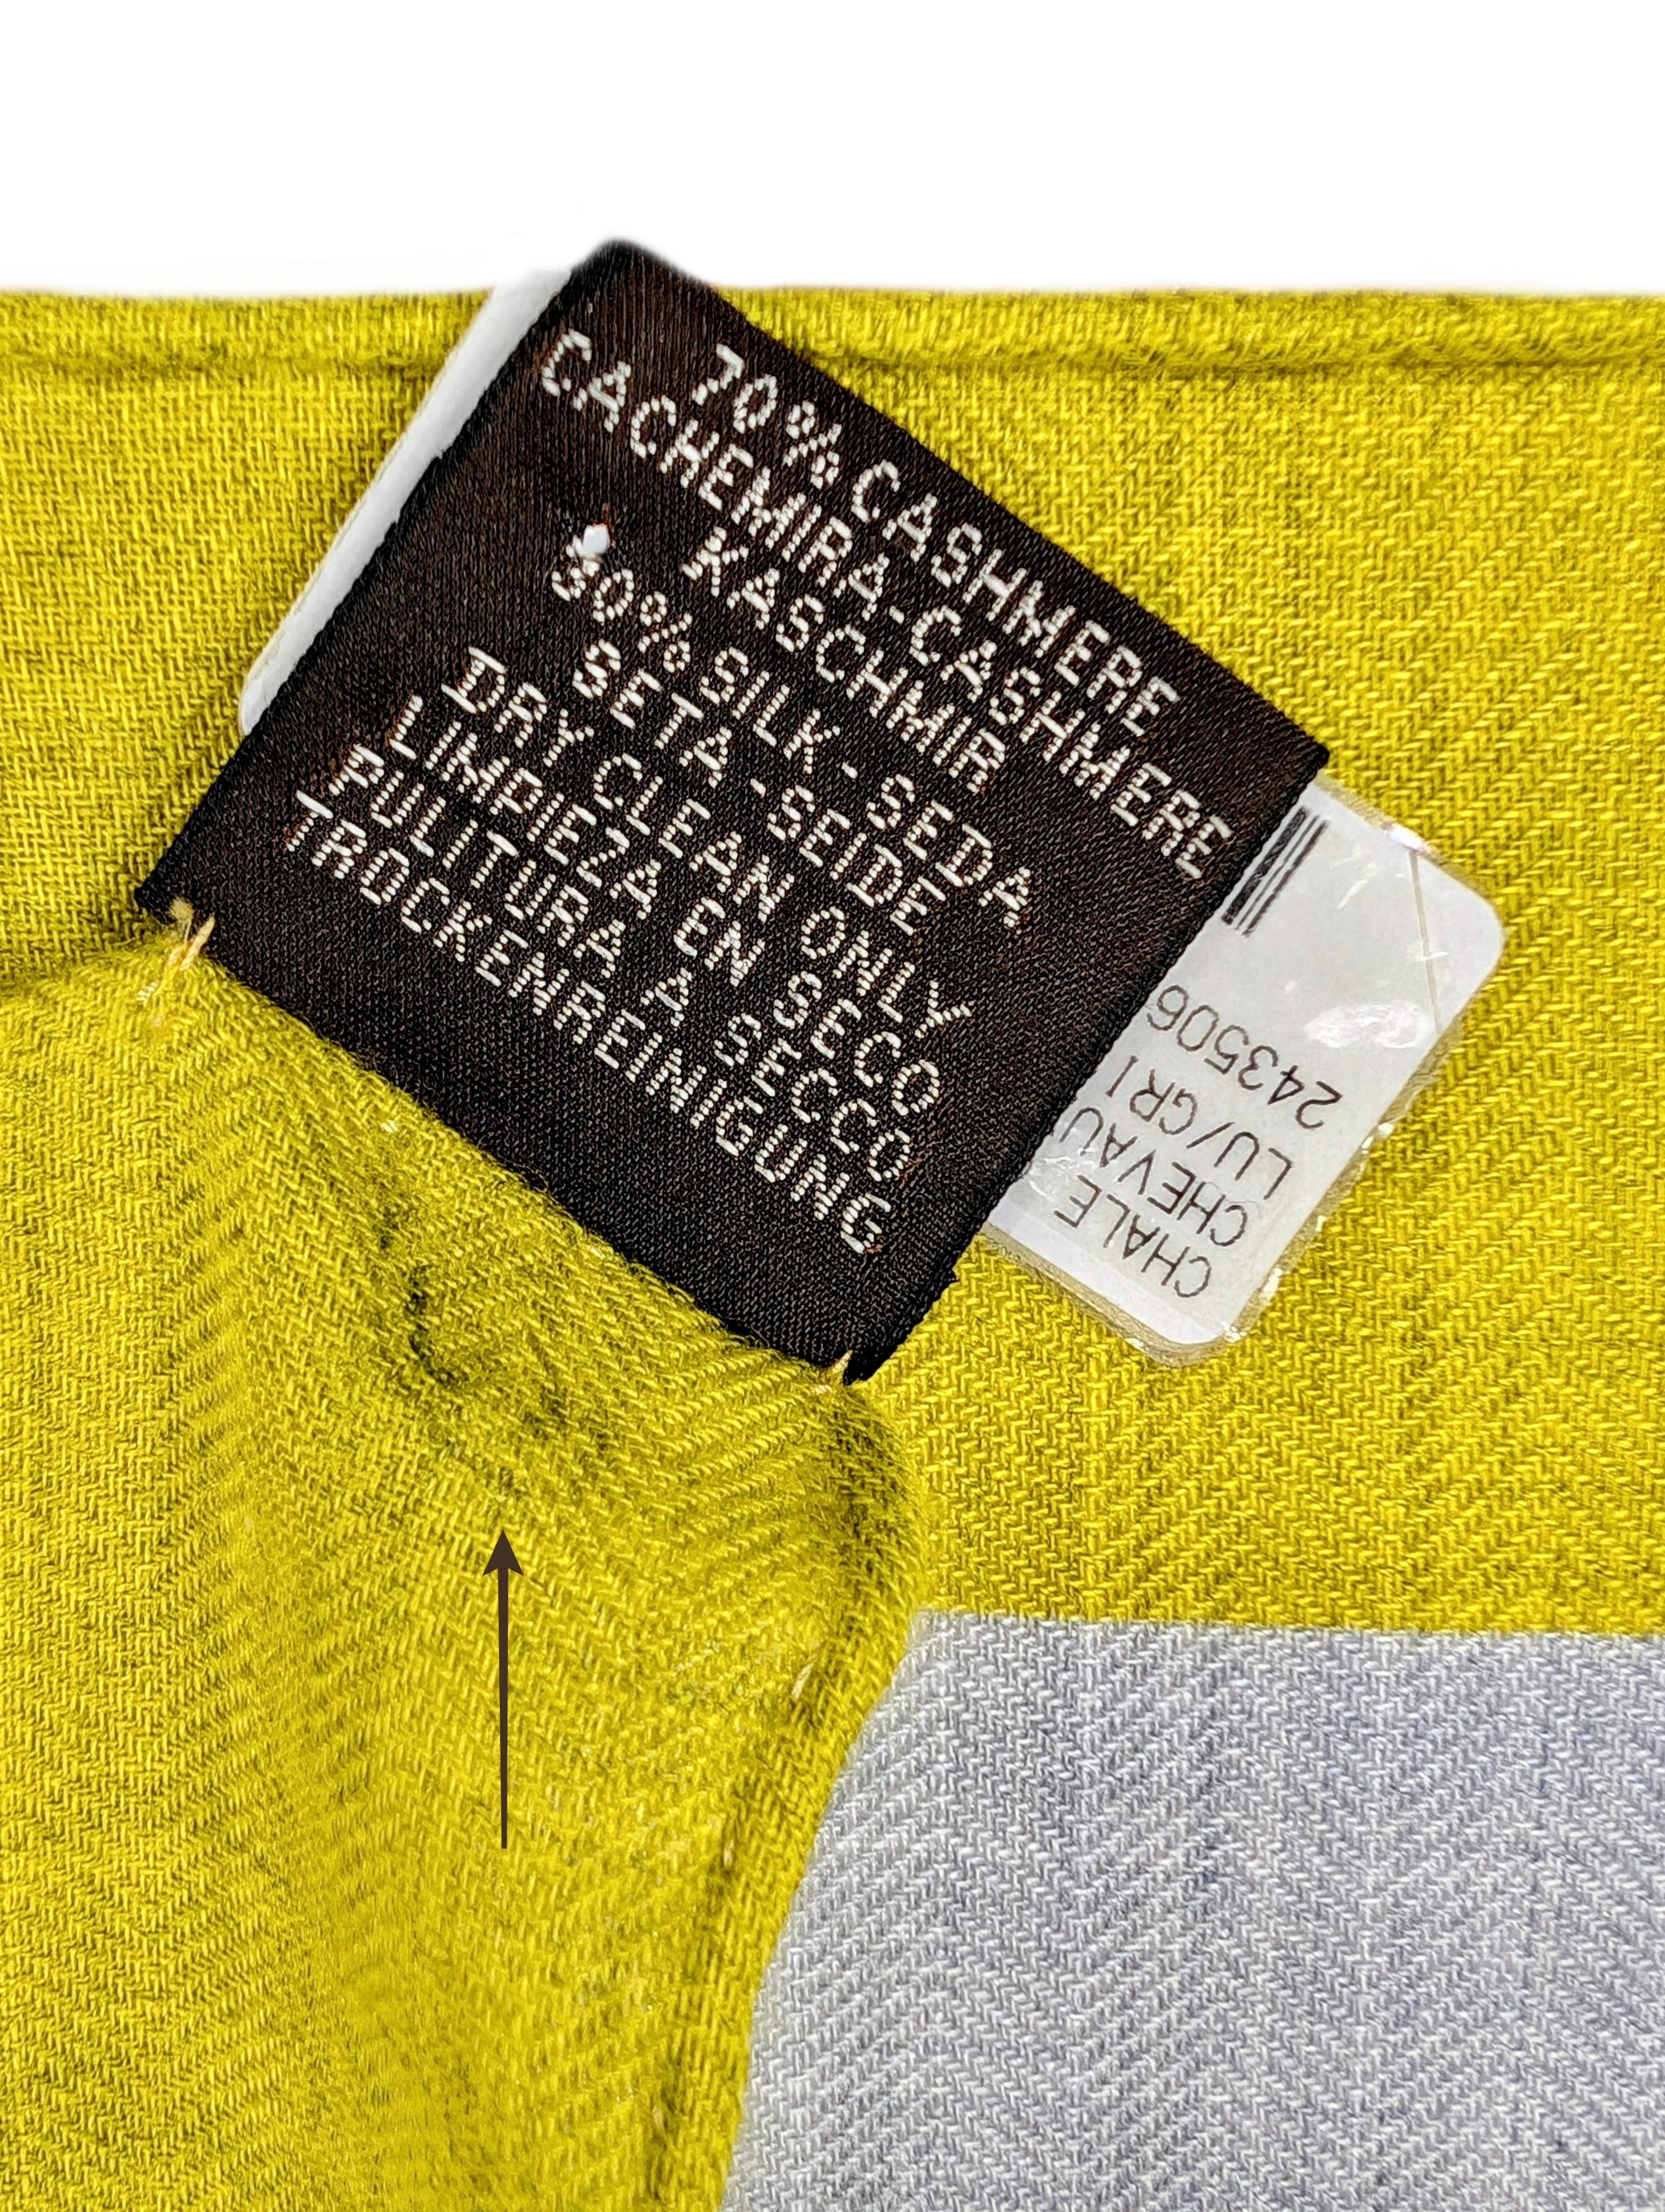 70% CASHMERE
CACHEMIRA-CASHMERE
KASCHMIR
30% SILK-SEDA
SETA-SEIDE
DRY CLEAN ONLY
LIMPIEZA EN SECO
PULITURA A SECCO
TROCKENREINIGUNG
CHALE
CHEVAU
LU/GRI
243506